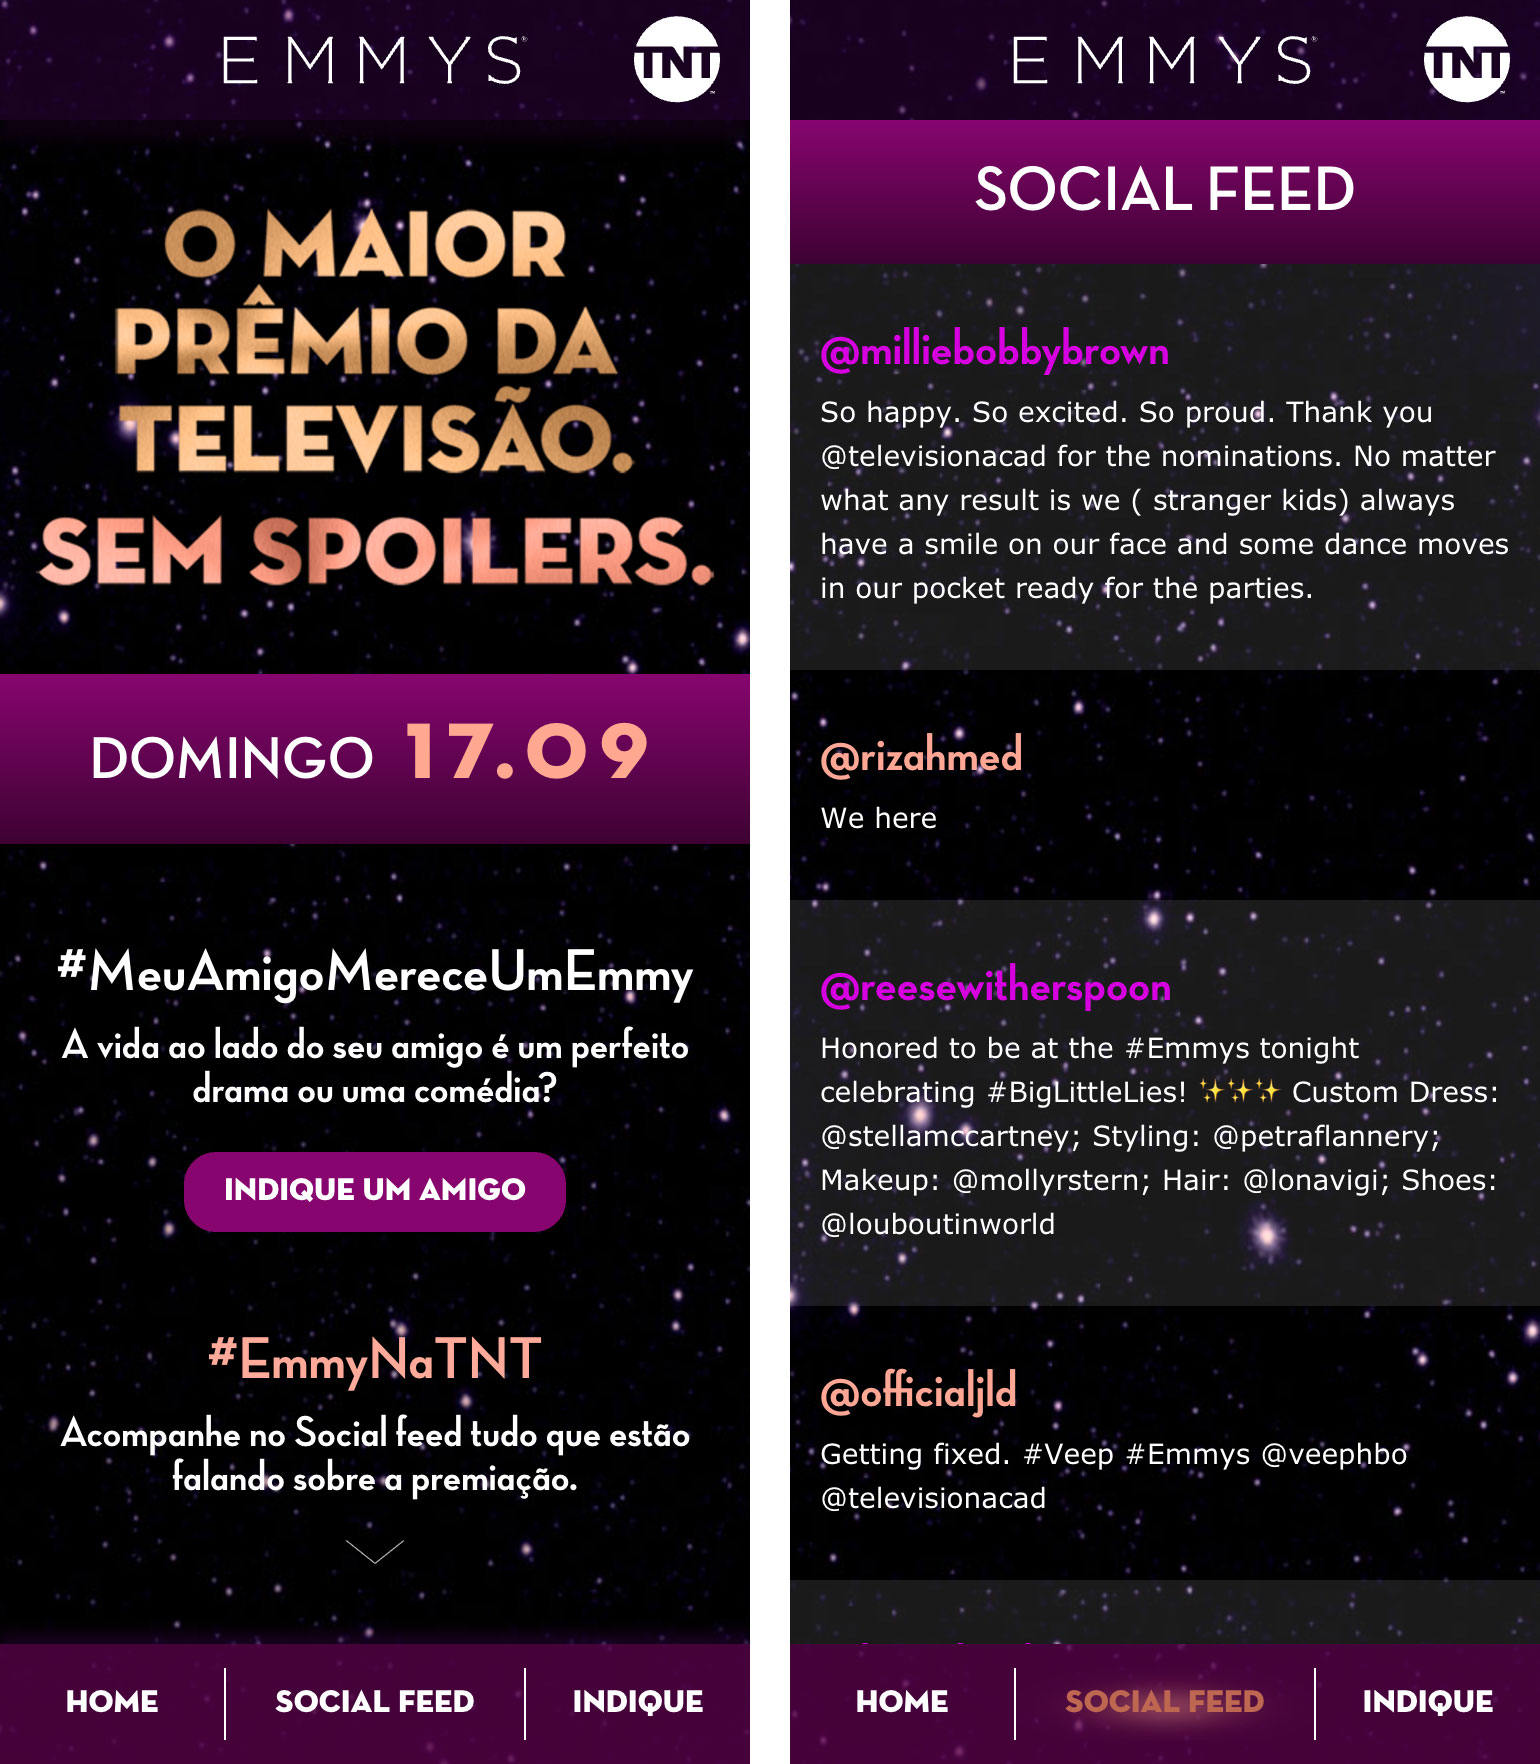 EMMYS®
TNT™
O MAIOR
PRÊMIO DA
TELEVISÃO.
SEM SPOILERS.
DOMINGO 17.09
#MeuAmigoMereceUmEmmy
A vida ao lado do seu amigo é um perfeito
drama ou uma comédia?
INDIQUE UM AMIGO
#EmmyNaTNT
Acompanhe no Social feed tudo que estão
falando sobre a premiação.
HOME
SOCIAL FEED
INDIQUE
EMMYS®
TNT™
SOCIAL FEED
@milliebobbybrown
So happy. So excited. So proud. Thank you
@televisionacad for the nominations. No matter
what any result is we ( stranger kids) always
have a smile on our face and some dance moves
in our pocket ready for the parties.
@rizahmed
We here
@reesewitherspoon
Honored to be at the #Emmys tonight
celebrating #BigLittleLies! ✨✨✨ Custom Dress:
@stellamccartney; Styling: @petraflannery;
Makeup: @mollyrstern; Hair: @lonavigi; Shoes:
@louboutinworld
@officialjld
Getting fixed. #Veep #Emmys @veephbo
@televisionacad
HOME
SOCIAL FEED
INDIQUE